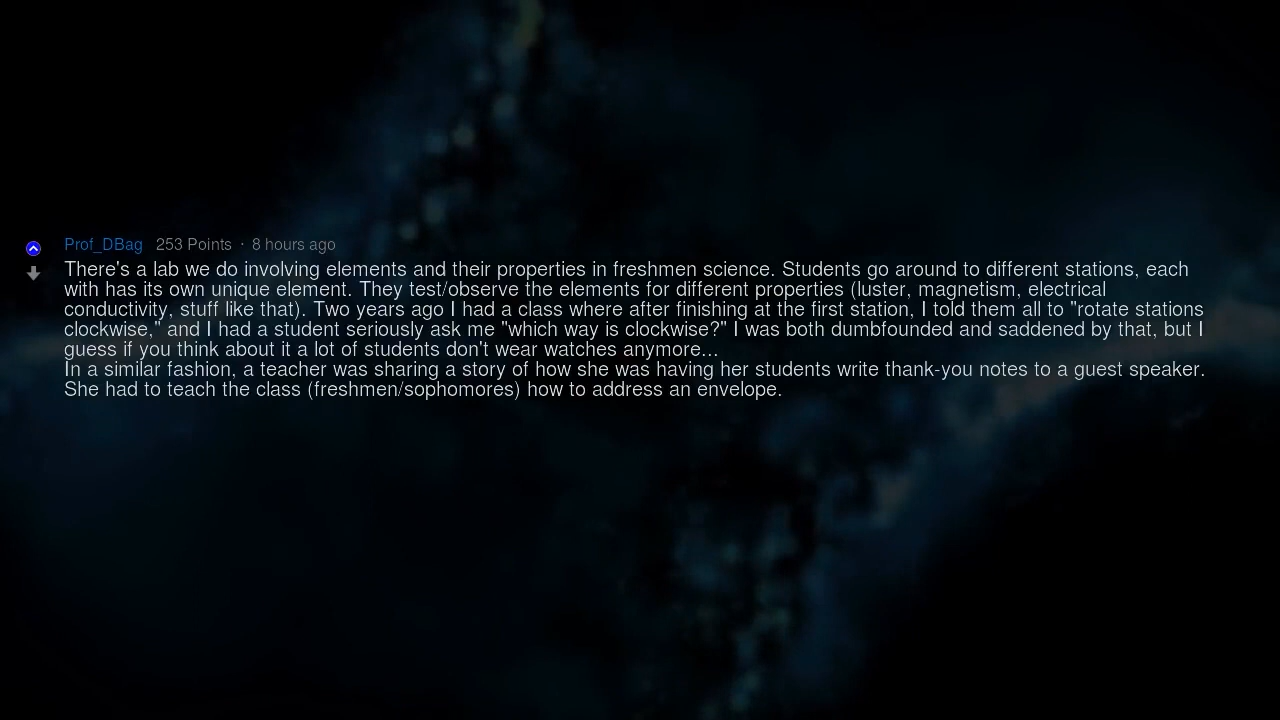 Prof_DBag 253 Points · 8 hours ago
There's a lab we do involving elements and their properties in freshmen science. Students go around to different stations, each
with has its own unique element. They test/observe the elements for different properties (luster, magnetism, electrical
conductivity, stuff like that). Two years ago I had a class where after finishing at the first station, I told them all to "rotate stations
clockwise," and I had a student seriously ask me "which way is clockwise?" I was both dumbfounded and saddened by that, but I
guess if you think about it a lot of students don't wear watches anymore...
In a similar fashion, a teacher was sharing a story of how she was having her students write thank-you notes to a guest speaker.
She had to teach the class (freshmen/sophomores) how to address an envelope.